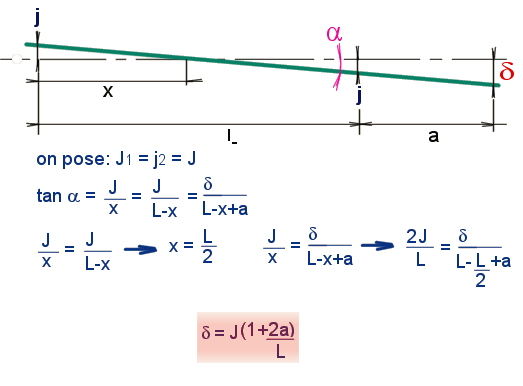 j
α
δ
x
j
L
a
on pose: J1 = j2 = J
tan α = J/x = J/L-x = δ/L-x+a
J/x = J/L-x → x = L/2 J/x = δ/L-x+a → 2J/L = δ/L-L/2+a
δ = J(1+2a)/L